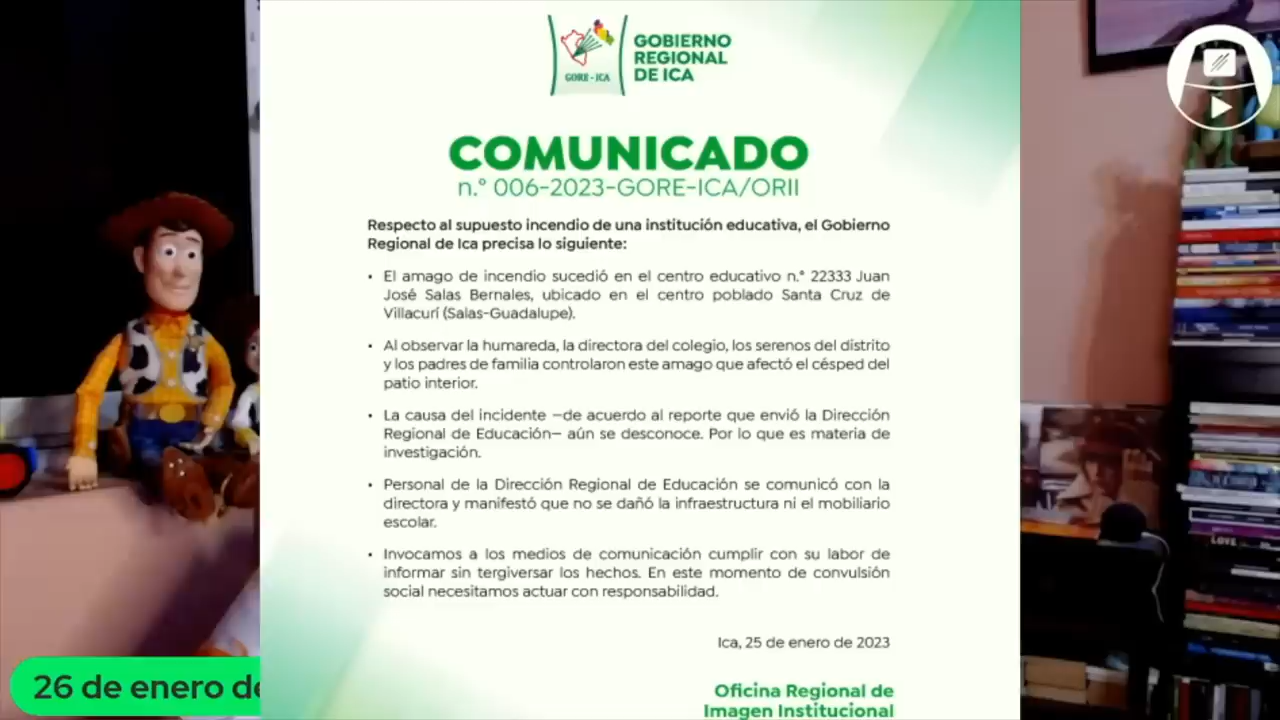 GORE - ICA
GOBIERNO
REGIONAL
DE ICA
COMUNICADO
n.° 006-2023-GORE-ICA/ORII
Respecto al supuesto incendio de una institución educativa, el Gobierno
Regional de Ica precisa lo siguiente:
• El amago de incendio sucedió en el centro educativo n.° 22333 Juan
José Salas Bernales, ubicado en el centro poblado Santa Cruz de
Villacurí (Salas-Guadalupe).
• Al observar la humareda, la directora del colegio, los serenos del distrito
y los padres de familia controlaron este amago que afectó el césped del
patio interior.
• La causa del incidente —de acuerdo al reporte que envió la Dirección
Regional de Educación— aún se desconoce. Por lo que es materia de
investigación.
• Personal de la Dirección Regional de Educación se comunicó con la
directora y manifestó que no se dañó la infraestructura ni el mobiliario
escolar.
• Invocamos a los medios de comunicación cumplir con su labor de
informar sin tergiversar los hechos. En este momento de convulsión
social necesitamos actuar con responsabilidad.
Ica, 25 de enero de 2023
Oficina Regional de
Imagen Institucional
26 de enero de
LOVE